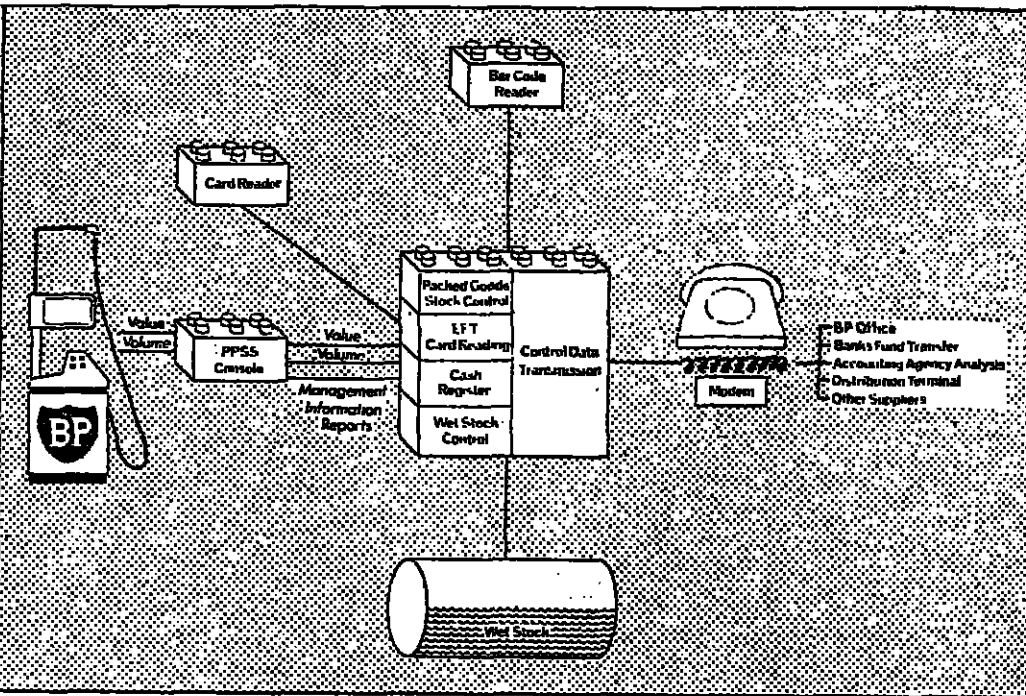 Bar Code
Reader
Card Reader
Packed Goods
Stock Control
EFT
Card Reading
Cash
Register
Wet Stock
Control
Control Data
Transmission
Value
Volume
PPSS
Console
Value
Volume
Management
Information
Reports
BP
Modem
BP Office
Banks Fund Transfer
Accounting Agency Analysis
Distribution Terminal
Other Suppliers
Wet Stock